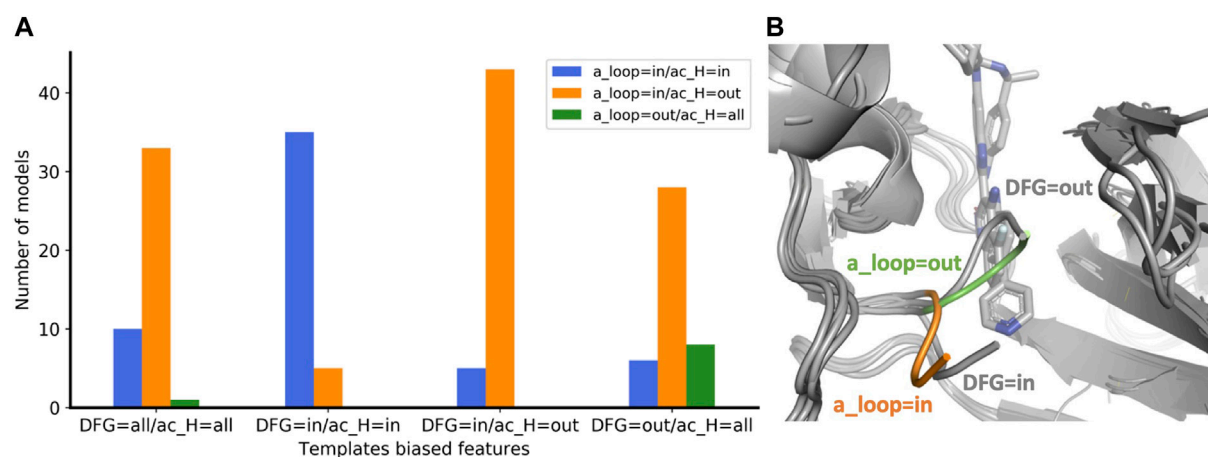 A
Number of models
40
30
20
10
0
a_loop=in/ac_H=in
a_loop=in/ac_H=out
a_loop=out/ac_H=all
DFG=all/ac_H=all
DFG=in/ac_H=in
DFG=in/ac_H=out
DFG=out/ac_H=all
Templates biased features
B
DFG=out
a_loop=out
DFG=in
a_loop=in